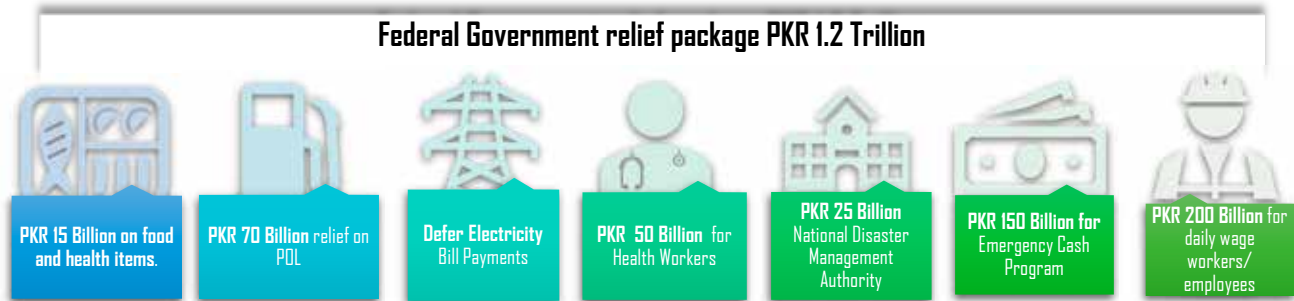 Federal Government relief package PKR 1.2 Trillion
PKR 15 Billion on food
and health items.
PKR 70 Billion relief on
POL
Defer Electricity
Bill Payments
PKR 50 Billion for
Health Workers
PKR 25 Billion
National Disaster
Management
Authority
PKR 150 Billion for
Emergency Cash
Program
PKR 200 Billion for
daily wage
workers/
employees